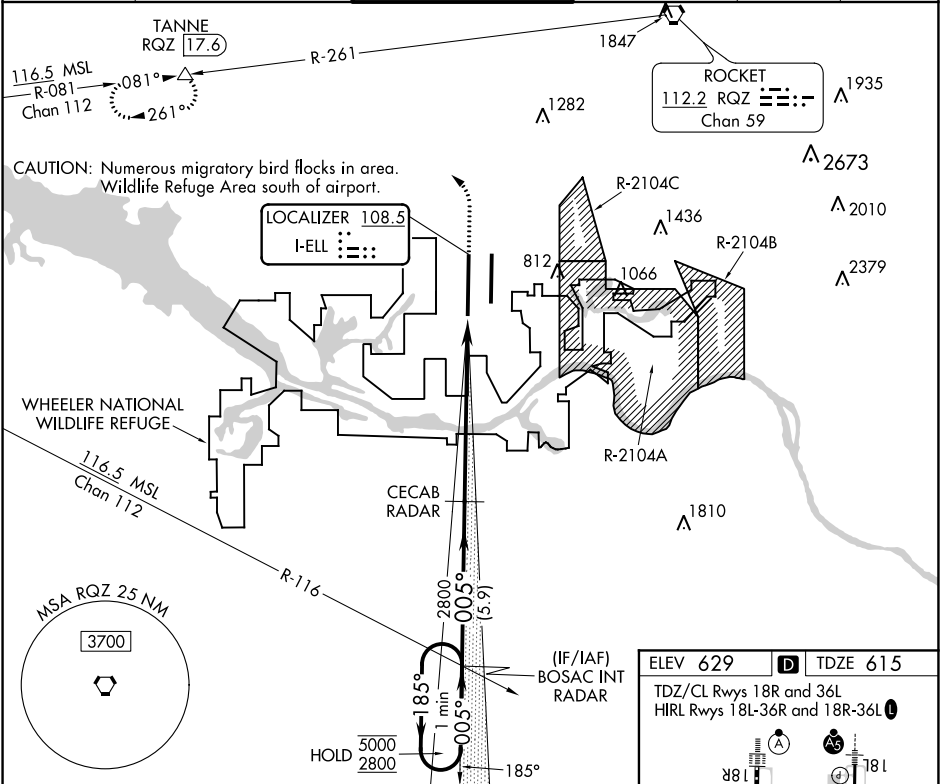 TANNE
RQZ 17.6
R-261
1847
116.5 MSL
R-081
Chan 112
081°
261°
ROCKET
112.2 RQZ
Chan 59
1935
1282
2673
CAUTION: Numerous migratory bird flocks in area.
Wildlife Refuge Area south of airport.
R-2104C
2010
LOCALIZER 108.5
I-ELL
1436
R-2104B
812
1066
2379
WHEELER NATIONAL
WILDLIFE REFUGE
R-2104A
116.5 MSL
Chan 112
CECAB
RADAR
1810
R-116
2800
005°
(5.9)
MSA RQZ 25 NM
3700
(IF/IAF)
BOSAC INT
RADAR
185°
1 min
005°
HOLD 5000
2800
185°
ELEV 629 D TDZE 615
TDZ/CL Rwys 18R and 36L
HIRL Rwys 18L-36R and 18R-36L L
A
A5
18R
P
18L